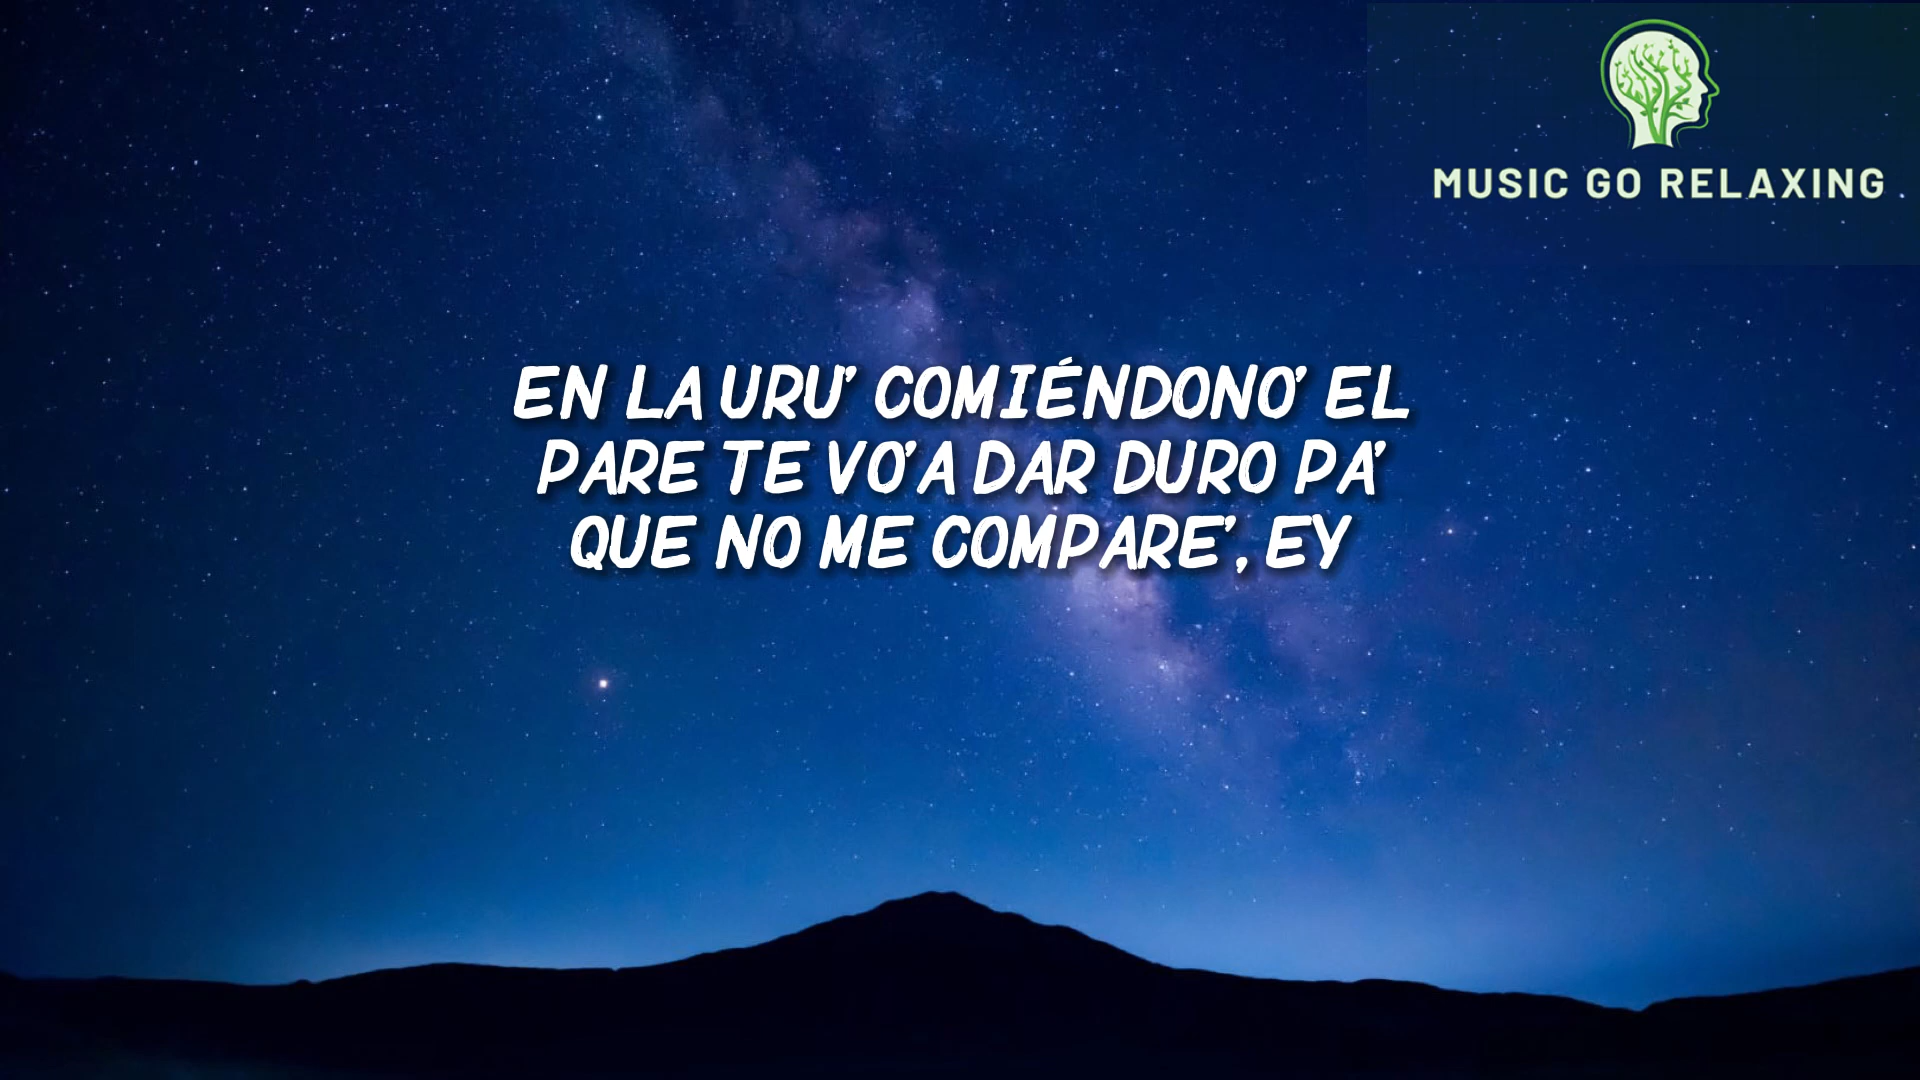 MUSIC GO RELAXING
EN LA URU' COMIÉNDONO' EL
PARE TE VO'A DAR DURO PA'
QUE NO ME COMPARE', EY